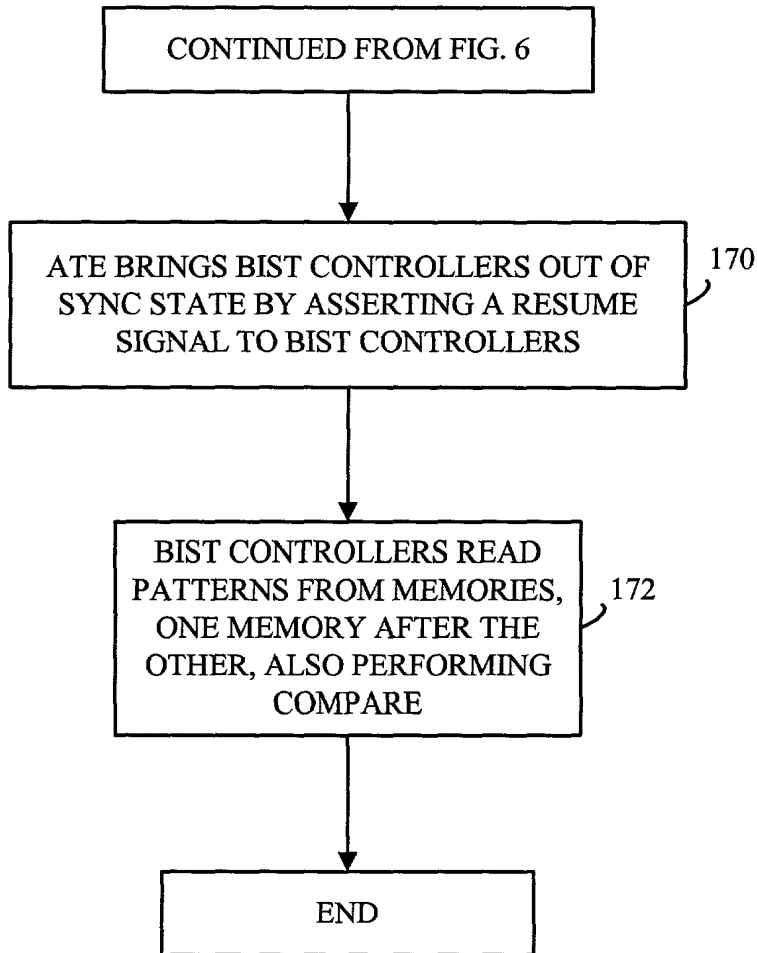 CONTINUED FROM FIG. 6
ATE BRINGS BIST CONTROLLERS OUT OF
SYNC STATE BY ASSERTING A RESUME
SIGNAL TO BIST CONTROLLERS
170
BIST CONTROLLERS READ
PATTERNS FROM MEMORIES,
ONE MEMORY AFTER THE
OTHER, ALSO PERFORMING
COMPARE
172
END